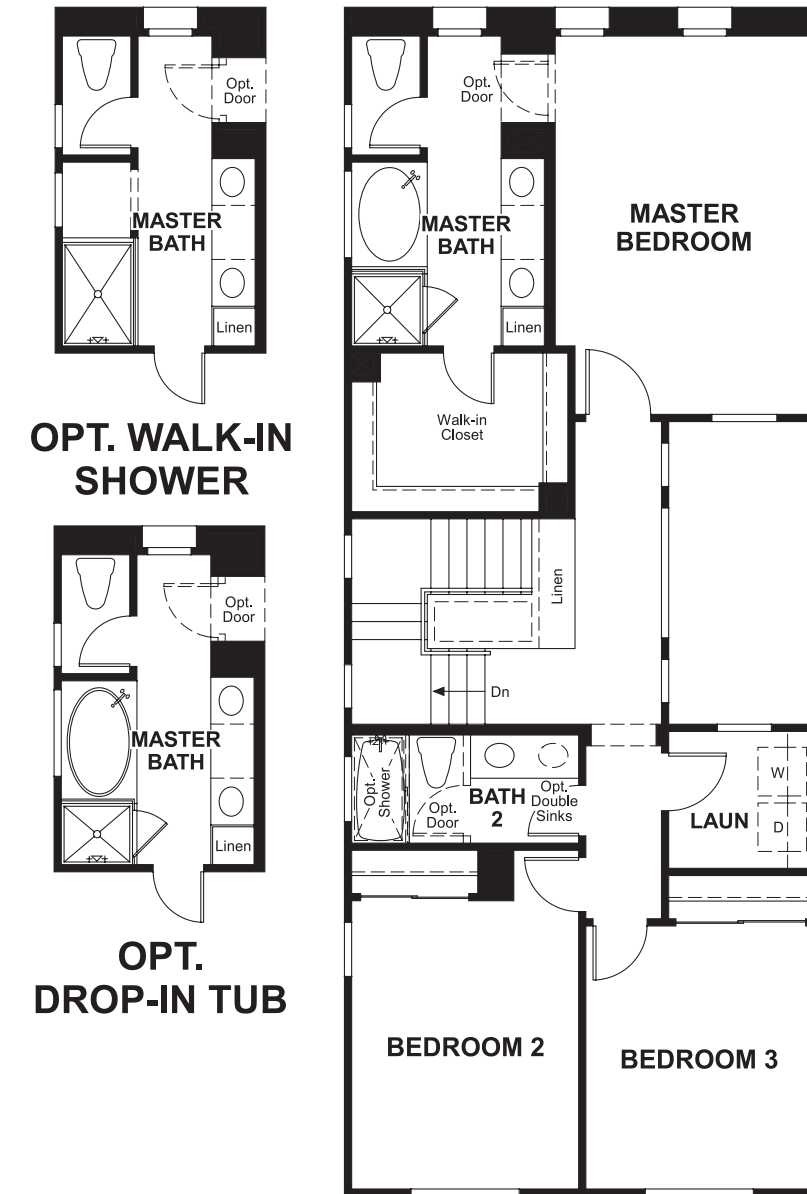 Opt.
Door
MASTER
BATH
Linen
OPT. WALK-IN
SHOWER
Opt.
Door
MASTER
BATH
Linen
OPT.
DROP-IN TUB
Opt.
Door
MASTER
BATH
Linen
MASTER
BEDROOM
Walk-in
Closet
Linen
Dn
Opt.
Shower
Opt.
Door
BATH
2
Opt.
Double
Sinks
W
D
LAUN
BEDROOM 2
BEDROOM 3